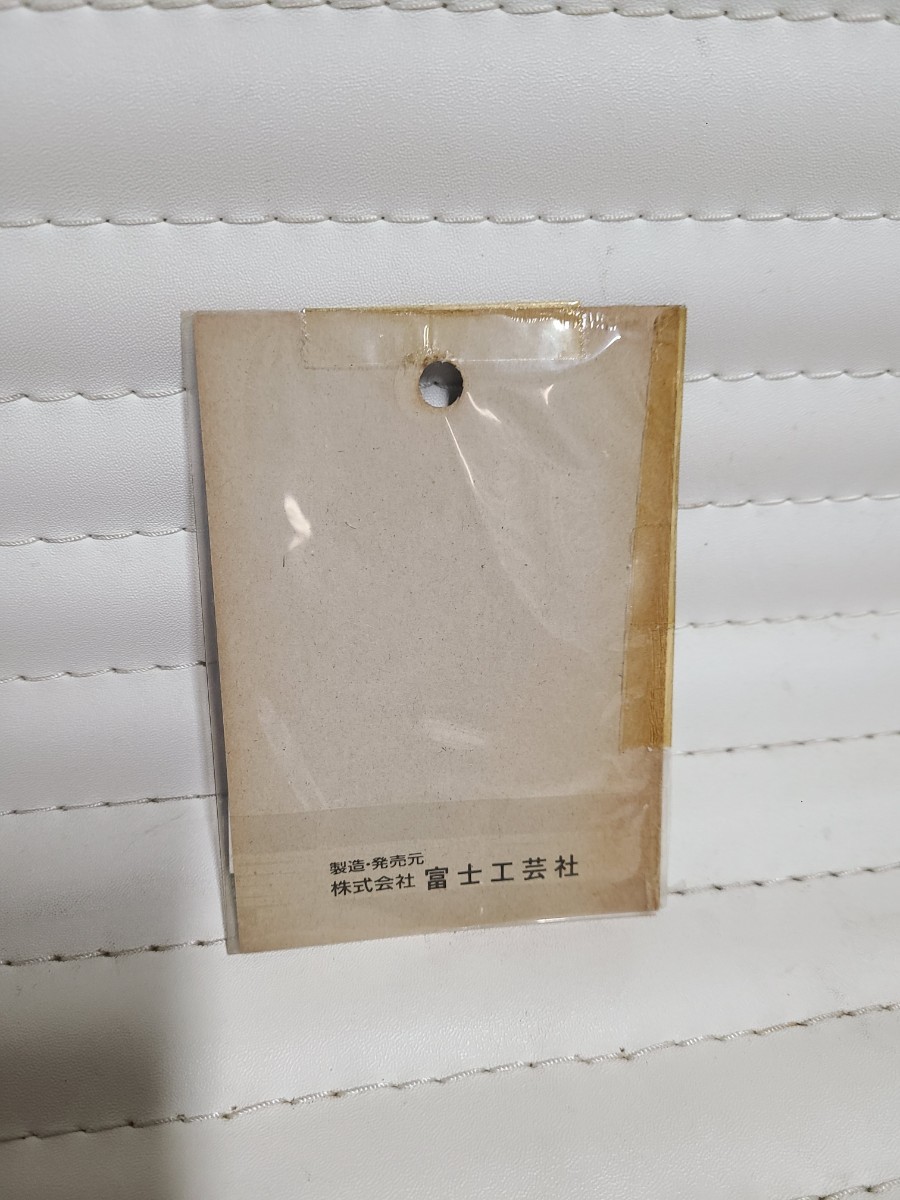 製造・発売元
株式会社 富士工芸社